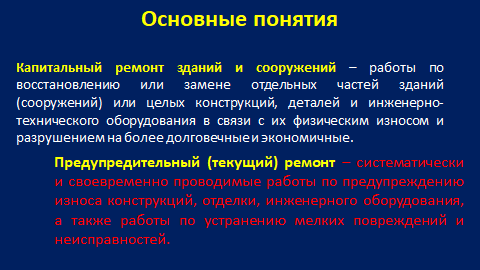 Основные понятия
Капитальный ремонт зданий и сооружений – работы по
восстановлению или замене отдельных частей зданий
(сооружений) или целых конструкций, деталей и инженерно-
технического оборудования в связи с их физическим износом и
разрушением на более долговечные и экономичные.
Предупредительный (текущий) ремонт – систематически
и своевременно проводимые работы по предупреждению
износа конструкций, отделки, инженерного оборудования,
а также работы по устранению мелких повреждений и
неисправностей.